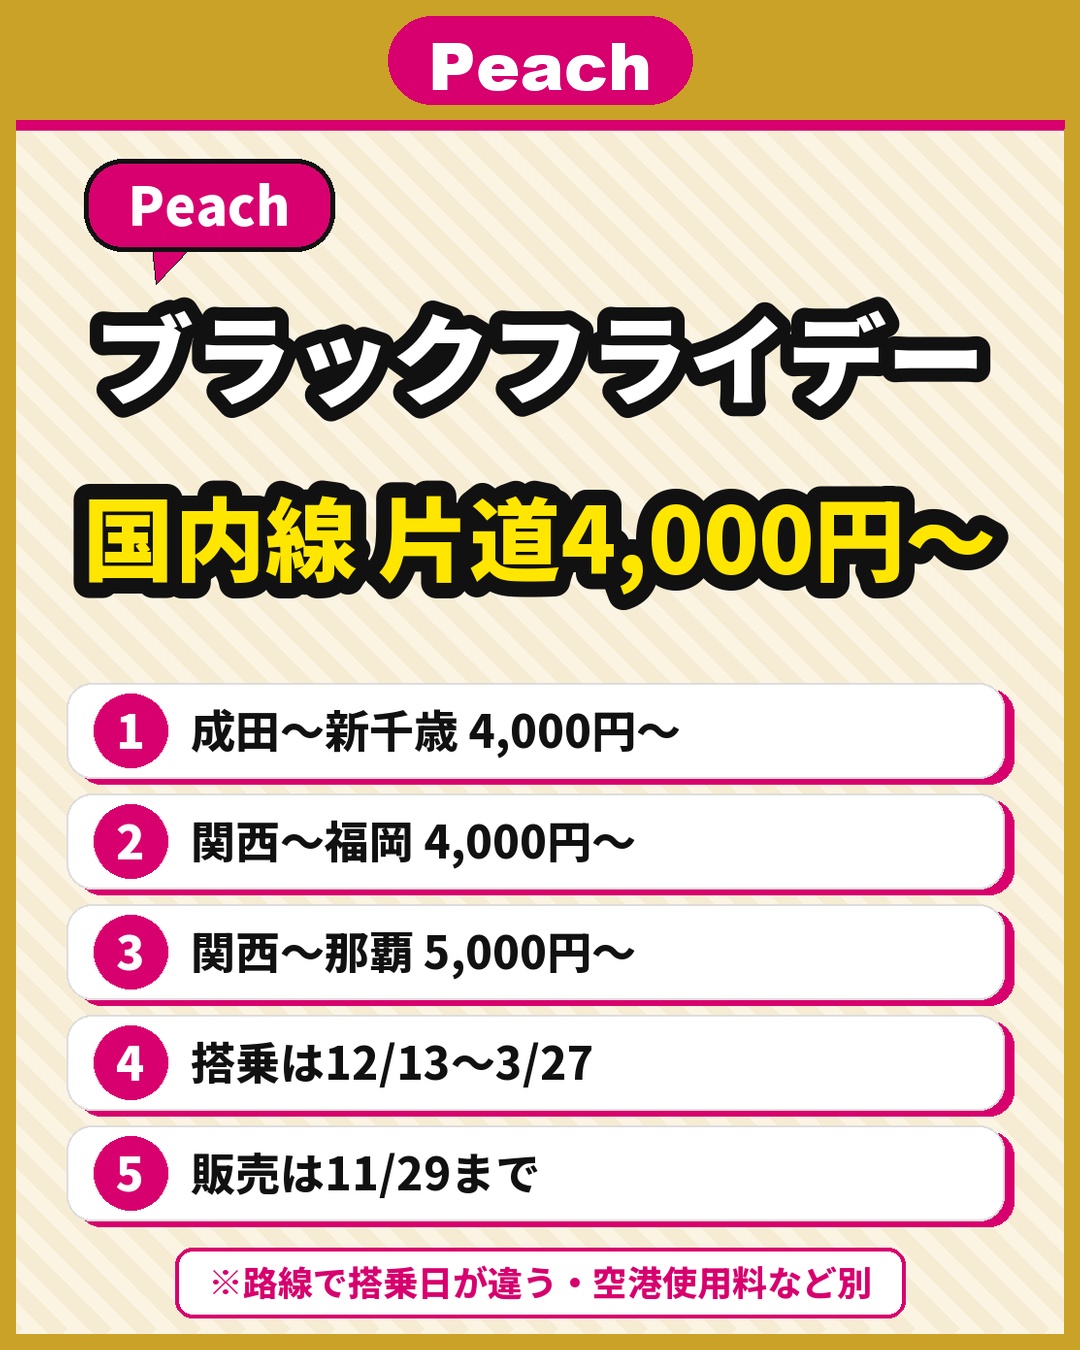 Peach
Peach
ブラックフライデー
国内線 片道4,000円～
1 成田～新千歳 4,000円～
2 関西～福岡 4,000円～
3 関西～那覇 5,000円～
4 搭乗は12/13～3/27
5 販売は11/29まで
※路線で搭乗日が違う・空港使用料など別